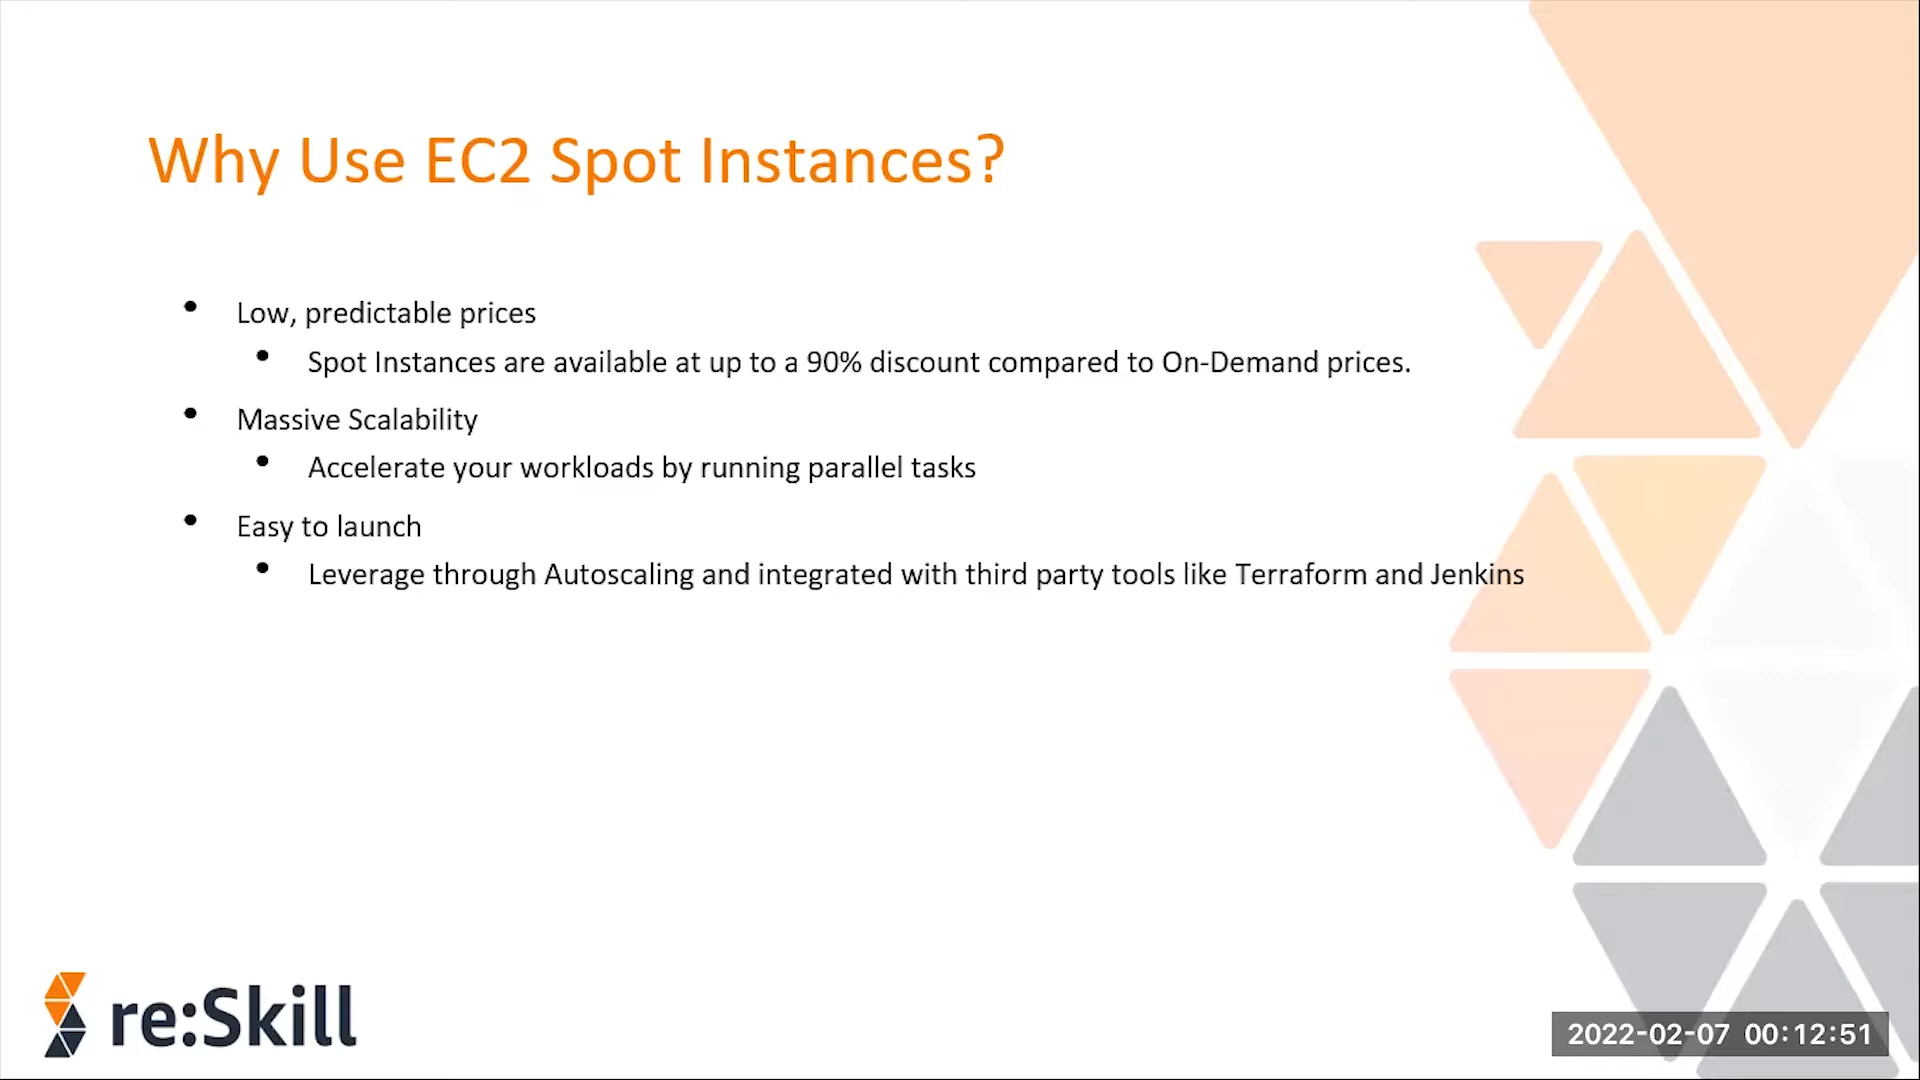 Why Use EC2 Spot Instances?
• Low, predictable prices
• Spot Instances are available at up to a 90% discount compared to On-Demand prices.
• Massive Scalability
• Accelerate your workloads by running parallel tasks
• Easy to launch
• Leverage through Autoscaling and integrated with third party tools like Terraform and Jenkins
re:Skill
2022-02-07 00:12:51